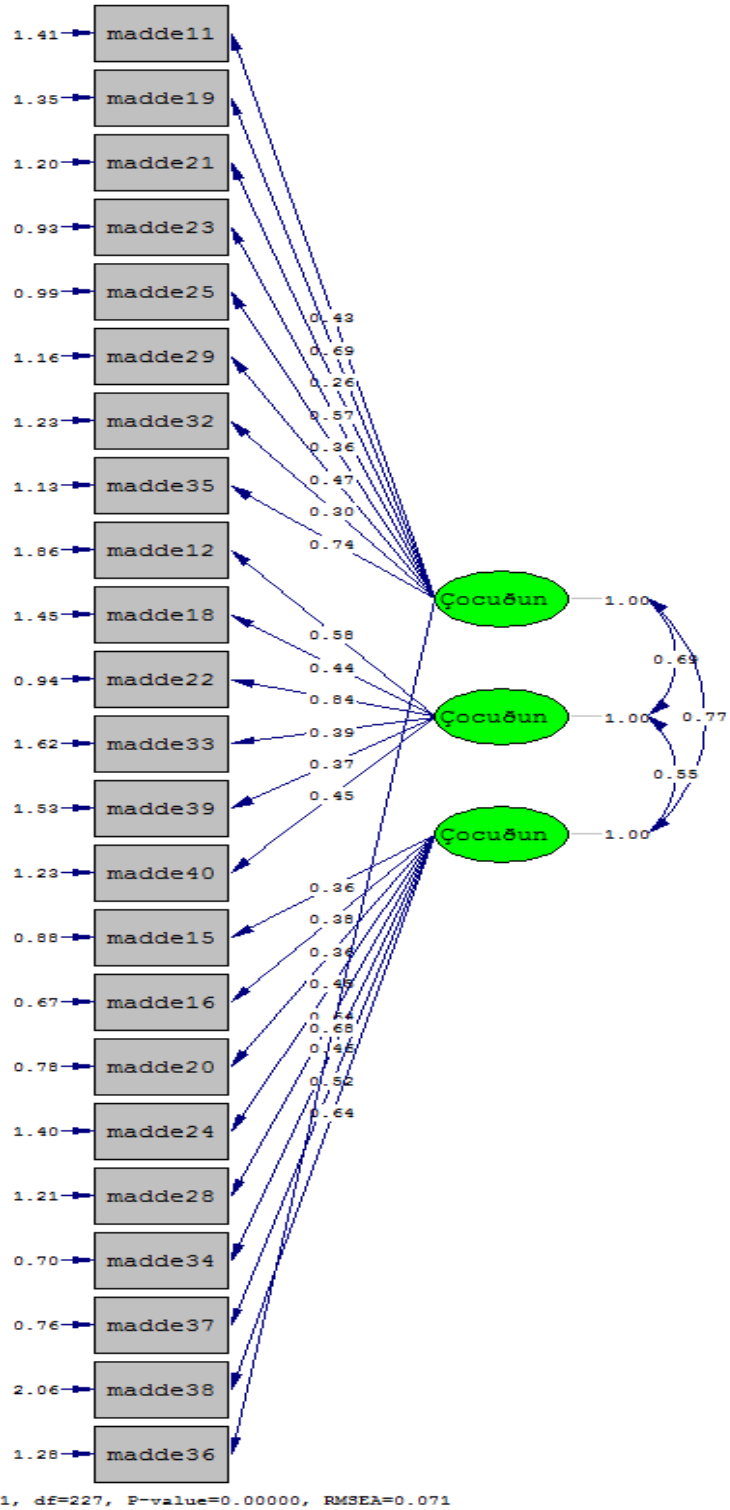 1.41 madde11
1.35 madde19
1.20 madde21
0.93 madde23
0.99 madde25
0.43
1.16 madde29
0.69
0.26
1.23 madde32
0.57
0.36
1.13 madde35
0.47
0.30
0.74
1.86 madde12
Çocuðun 1.00
1.45 madde18
0.58
0.44
0.69
0.94 madde22
0.84
Çocuðun 1.00 0.77
1.62 madde33
0.39
0.37
0.55
1.53 madde39
0.45
Çocuðun 1.00
1.23 madde40
0.36
0.88 madde15
0.38
0.36
0.67 madde16
0.68
0.46
0.78 madde20
0.52
0.64
1.40 madde24
1.21 madde28
0.70 madde34
0.76 madde37
2.06 madde38
1.28 madde36
1, df=227, P-value=0.00000, RMSEA=0.071